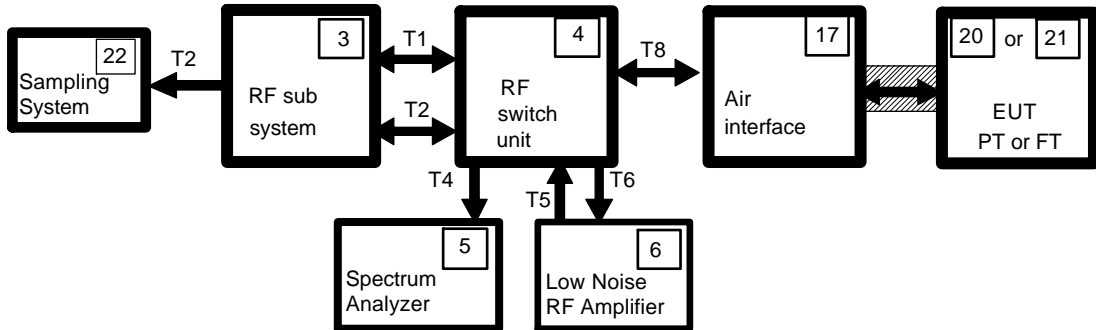 22
T2
Sampling
System
3
RF sub
system
T1
T2
4
RF
switch
unit
T8
17
Air
interface
20 or 21
EUT
PT or FT
T4
T5
T6
5
Spectrum
Analyzer
6
Low Noise
RF Amplifier